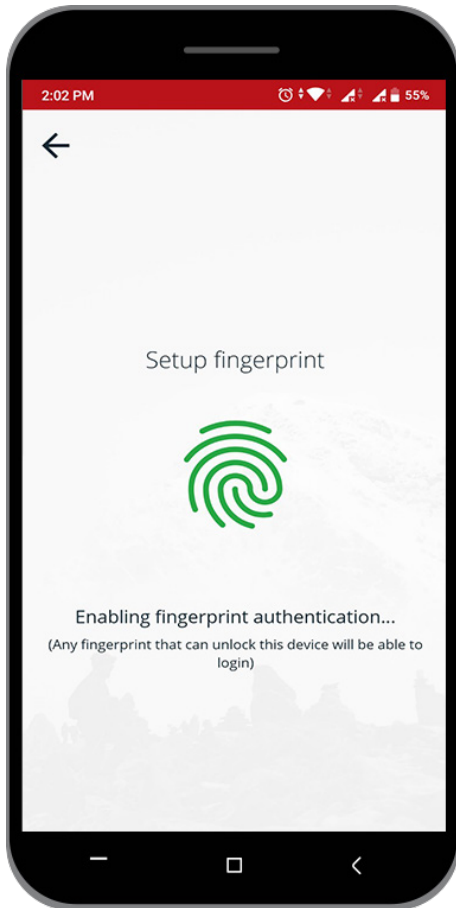 2:02 PM 55%
Setup fingerprint
Enabling fingerprint authentication...
(Any fingerprint that can unlock this device will be able to
login)